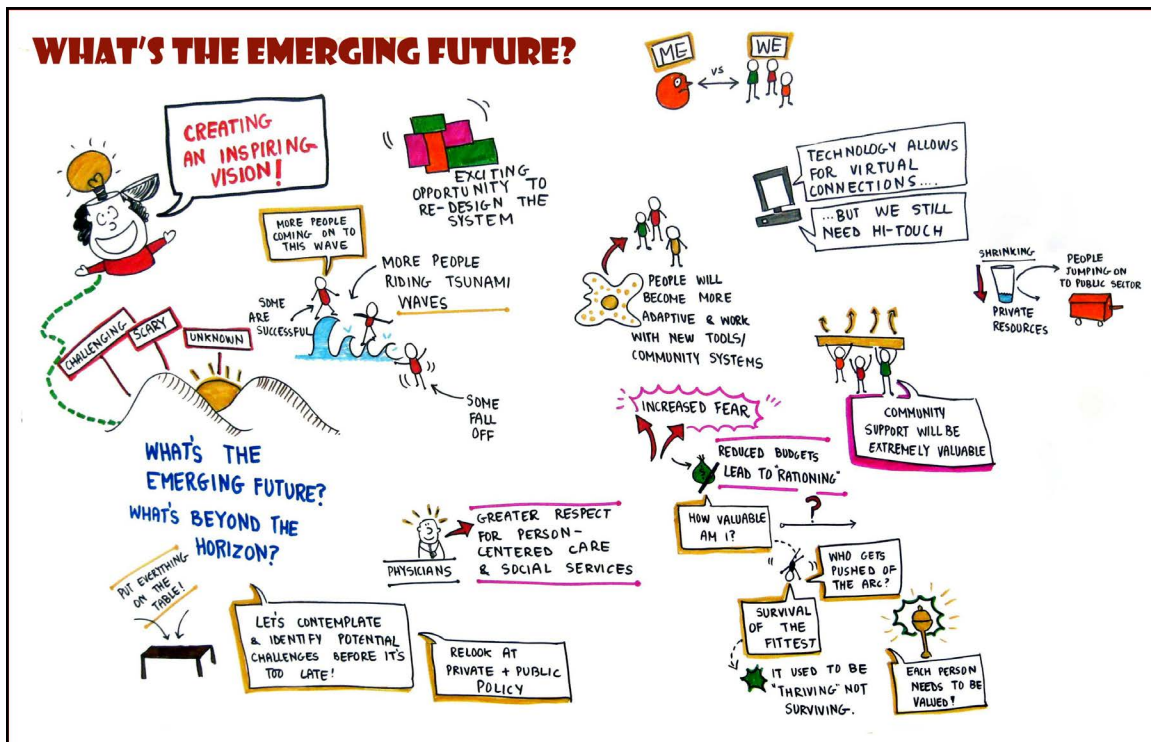 WHAT'S THE EMERGING FUTURE?
CREATING
AN INSPIRING
VISION!
EXCITING
OPPORTUNITY TO
RE-DESIGN THE
SYSTEM
MORE PEOPLE
COMING ON TO
THIS WAVE
MORE PEOPLE
RIDING TSUNAMI
WAVES
SOME
ARE
SUCCESSFUL
SOME
FALL
OFF
CHALLENGING
SCARY
UNKNOWN
WHAT'S THE
EMERGING FUTURE?
WHAT'S BEYOND THE
HORIZON?
PUT EVERYTHING
ON THE
TABLE!
LET'S CONTEMPLATE
& IDENTIFY POTENTIAL
CHALLENGES BEFORE IT'S
TOO LATE!
RELOOK AT
PRIVATE + PUBLIC
POLICY
PHYSICIANS
GREATER RESPECT
FOR PERSON-
CENTERED CARE
& SOCIAL SERVICES
ME
VS
WE
TECHNOLOGY ALLOWS
FOR VIRTUAL
CONNECTIONS....
...BUT WE STILL
NEED HI-TOUCH
SHRINKING
PRIVATE
RESOURCES
PEOPLE
JUMPING ON
TO PUBLIC SECTOR
PEOPLE WILL
BECOME MORE
ADAPTIVE & WORK
WITH NEW TOOLS/
COMMUNITY SYSTEMS
COMMUNITY
SUPPORT WILL BE
EXTREMELY VALUABLE
INCREASED FEAR
REDUCED BUDGETS
LEAD TO "RATIONING"
HOW VALUABLE
AM I?
?
WHO GETS
PUSHED OF
THE ARC?
SURVIVAL
OF THE
FITTEST
IT USED TO BE
"THRIVING" NOT
SURVIVING.
EACH PERSON
NEEDS TO BE
VALUED!